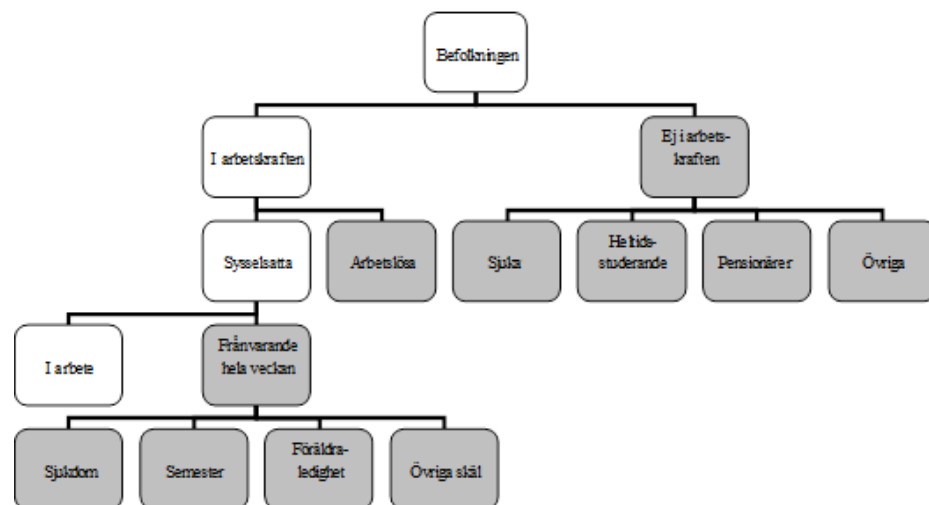 Befolkningen
I arbetskraften
Ej i arbets-
kraften
Sysselsatta
Arbetslösa
Sjuka
Heltids-
studerande
Pensionärer
Övriga
I arbete
Frånvarande
hela veckan
Sjukdom
Semester
Föräldra-
ledighet
Övriga skäl